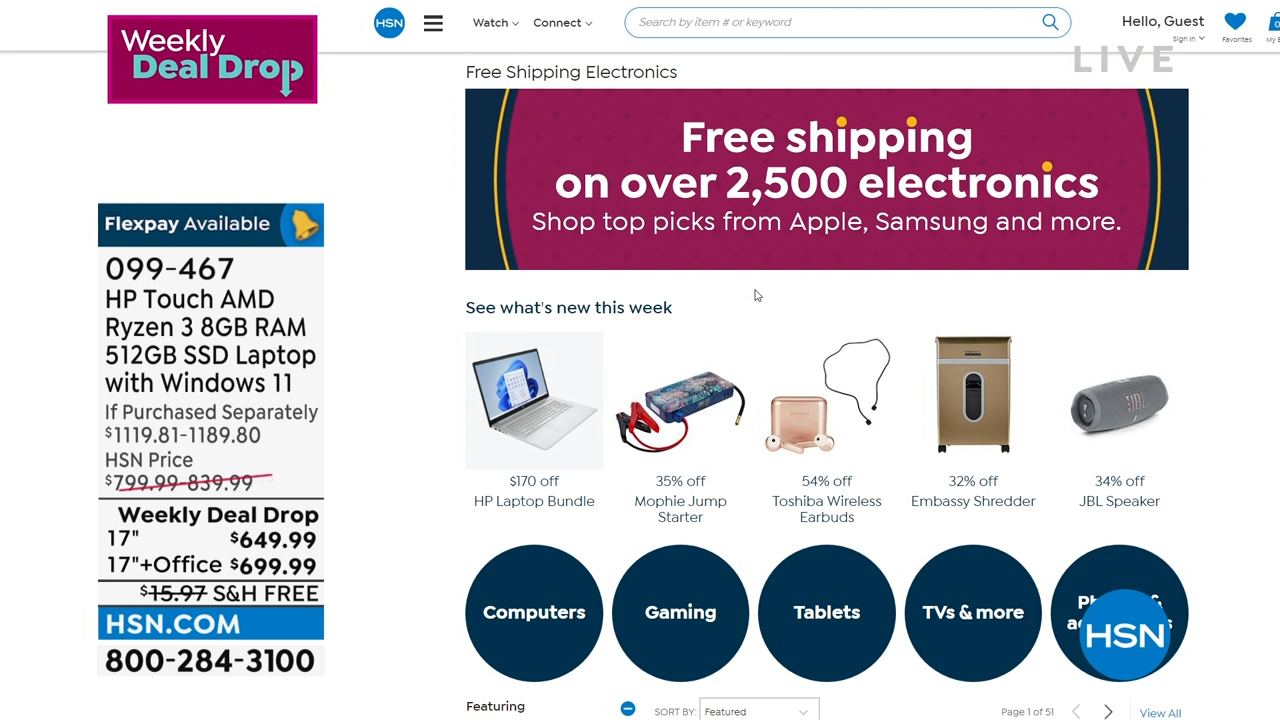 Weekly
Deal Drop
HSN
Watch
Connect
Search by item # or keyword
Hello, Guest
Sign In
Favorites
0
LIVE
Free Shipping Electronics
Free shipping
on over 2,500 electronics
Shop top picks from Apple, Samsung and more.
Flexpay Available
099-467
HP Touch AMD
Ryzen 3 8GB RAM
512GB SSD Laptop
with Windows 11
If Purchased Separately
$1119.81-1189.80
HSN Price
$799.99-839.99
Weekly Deal Drop
17" $649.99
17"+Office $699.99
$15.97 S&H FREE
HSN.COM
800-284-3100
See what's new this week
$170 off
HP Laptop Bundle
35% off
Mophie Jump
Starter
54% off
Toshiba Wireless
Earbuds
32% off
Embassy Shredder
34% off
JBL Speaker
JBL
Computers
Gaming
Tablets
TVs & more
HSN
Featuring
SORT BY:
Featured
Page 1 of 51
View All